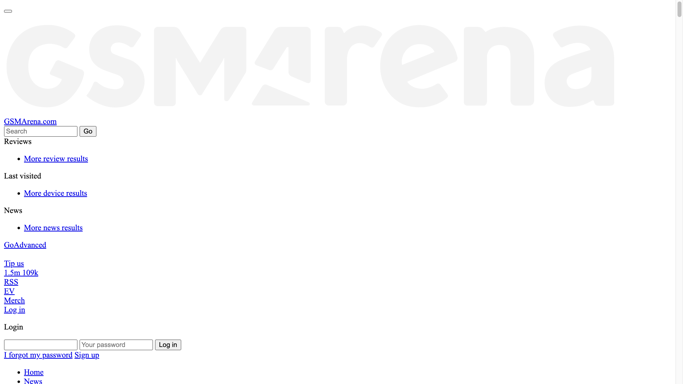 GSMArena
GSMArena.com
Search Go
Reviews
More review results
Last visited
More device results
News
More news results
GoAdvanced
Tip us
1.5m 109k
RSS
EV
Merch
Log in
Login
Your password Log in
I forgot my password Sign up
Home
News